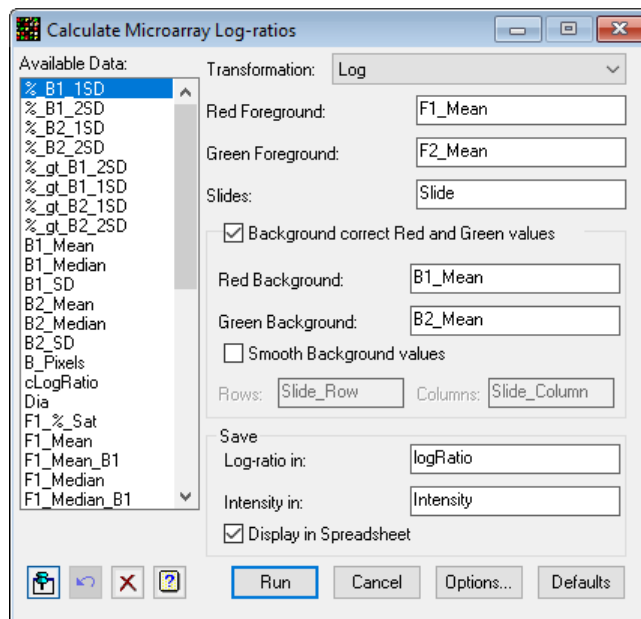 Calculate Microarray Log-ratios
Available Data:
%_B1_1SD
%_B1_2SD
%_B2_1SD
%_B2_2SD
%_gt_B1_2SD
%_gt_B1_1SD
%_gt_B2_1SD
%_gt_B2_2SD
B1_Mean
B1_Median
B1_SD
B2_Mean
B2_Median
B2_SD
B_Pixels
cLogRatio
Dia
F1_%_Sat
F1_Mean
F1_Mean_B1
F1_Median
F1_Median_B1
Transformation: Log
Red Foreground: F1_Mean
Green Foreground: F2_Mean
Slides: Slide
Background correct Red and Green values
Red Background: B1_Mean
Green Background: B2_Mean
Smooth Background values
Rows: Slide_Row Columns: Slide_Column
Save
Log-ratio in: logRatio
Intensity in: Intensity
Display in Spreadsheet
Run Cancel Options... Defaults